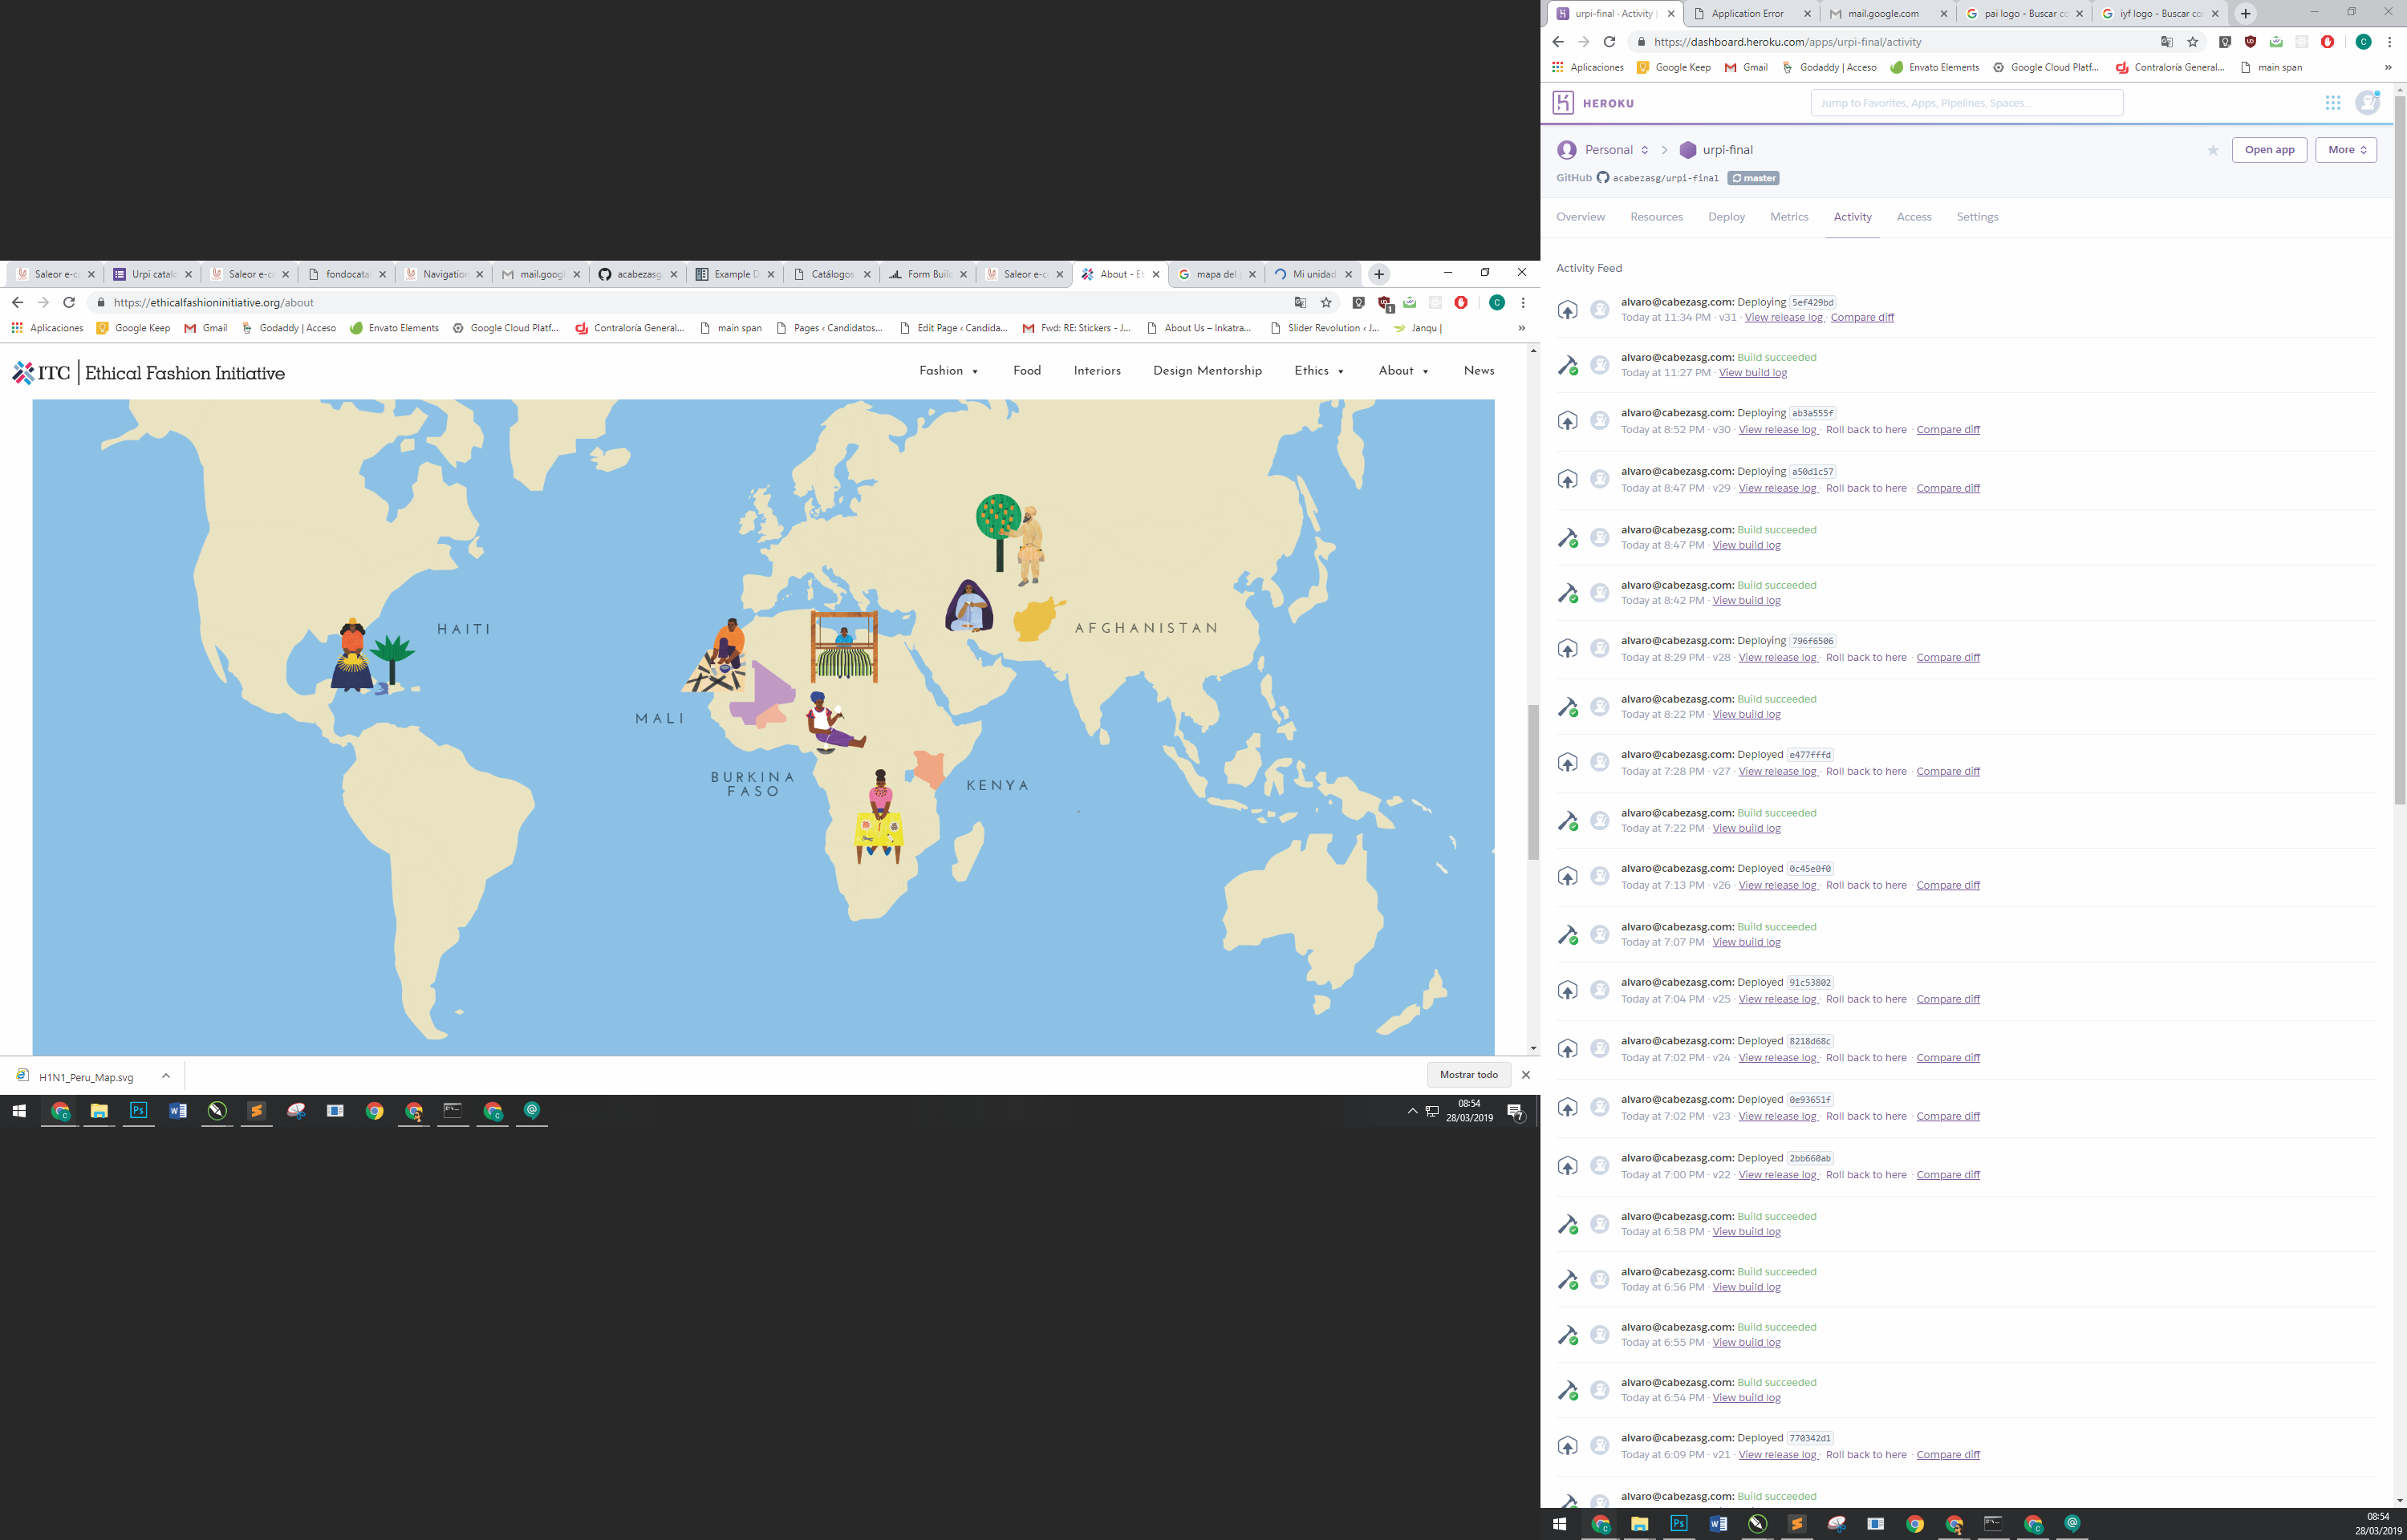 Saleor e-co
Urpi catalo
Saleor e-co
fondocatal
Navigation
mail.googl
acabezasg
Example D
Catálogos
Form Build
Saleor e-co
About - Et
mapa del
Mi unidad
https://ethicalfashioninitiative.org/about
Aplicaciones
Google Keep
Gmail
Godaddy | Acceso
Envato Elements
Google Cloud Platf...
Contraloría General...
main span
Pages ‹ Candidatos...
Edit Page ‹ Candida...
Fwd: RE: Stickers - J...
About Us – Inkatra...
Slider Revolution ‹ J...
Janqu |
ITC | Ethical Fashion Initiative
Fashion
Food
Interiors
Design Mentorship
Ethics
About
News
HAITI
AFGHANISTAN
MALI
BURKINA
FASO
KENYA
H1N1_Peru_Map.svg
Mostrar todo
08:54
28/03/2019
7
urpi-final · Activity |
Application Error
mail.google.com
pai logo - Buscar co
iyf logo - Buscar con
https://dashboard.heroku.com/apps/urpi-final/activity
Aplicaciones
Google Keep
Gmail
Godaddy | Acceso
Envato Elements
Google Cloud Platf...
Contraloría General...
main span
HEROKU
Jump to Favorites, Apps, Pipelines, Spaces...
Personal > urpi-final
Open app
More
GitHub acabezasg/urpi-final master
Overview
Resources
Deploy
Metrics
Activity
Access
Settings
Activity Feed
alvaro@cabezasg.com: Deploying 5ef429bd
Today at 11:34 PM · v31 · View release log · Compare diff
alvaro@cabezasg.com: Build succeeded
Today at 11:27 PM · View build log
alvaro@cabezasg.com: Deploying ab3a555f
Today at 8:52 PM · v30 · View release log · Roll back to here · Compare diff
alvaro@cabezasg.com: Deploying a50d1c57
Today at 8:47 PM · v29 · View release log · Roll back to here · Compare diff
alvaro@cabezasg.com: Build succeeded
Today at 8:47 PM · View build log
alvaro@cabezasg.com: Build succeeded
Today at 8:42 PM · View build log
alvaro@cabezasg.com: Deploying 796f6506
Today at 8:29 PM · v28 · View release log · Roll back to here · Compare diff
alvaro@cabezasg.com: Build succeeded
Today at 8:22 PM · View build log
alvaro@cabezasg.com: Deployed e477fffd
Today at 7:28 PM · v27 · View release log · Roll back to here · Compare diff
alvaro@cabezasg.com: Build succeeded
Today at 7:22 PM · View build log
alvaro@cabezasg.com: Deployed 0c45e0f0
Today at 7:13 PM · v26 · View release log · Roll back to here · Compare diff
alvaro@cabezasg.com: Build succeeded
Today at 7:07 PM · View build log
alvaro@cabezasg.com: Deployed 91c53802
Today at 7:04 PM · v25 · View release log · Roll back to here · Compare diff
alvaro@cabezasg.com: Deployed 8218d68c
Today at 7:02 PM · v24 · View release log · Roll back to here · Compare diff
alvaro@cabezasg.com: Deployed 0e93651f
Today at 7:02 PM · v23 · View release log · Roll back to here · Compare diff
alvaro@cabezasg.com: Deployed 2bb660ab
Today at 7:00 PM · v22 · View release log · Roll back to here · Compare diff
alvaro@cabezasg.com: Build succeeded
Today at 6:58 PM · View build log
alvaro@cabezasg.com: Build succeeded
Today at 6:56 PM · View build log
alvaro@cabezasg.com: Build succeeded
Today at 6:55 PM · View build log
alvaro@cabezasg.com: Build succeeded
Today at 6:54 PM · View build log
alvaro@cabezasg.com: Deployed 770342d1
Today at 6:09 PM · v21 · View release log · Roll back to here · Compare diff
alvaro@cabezasg.com: Build succeeded
08:54
28/03/2019